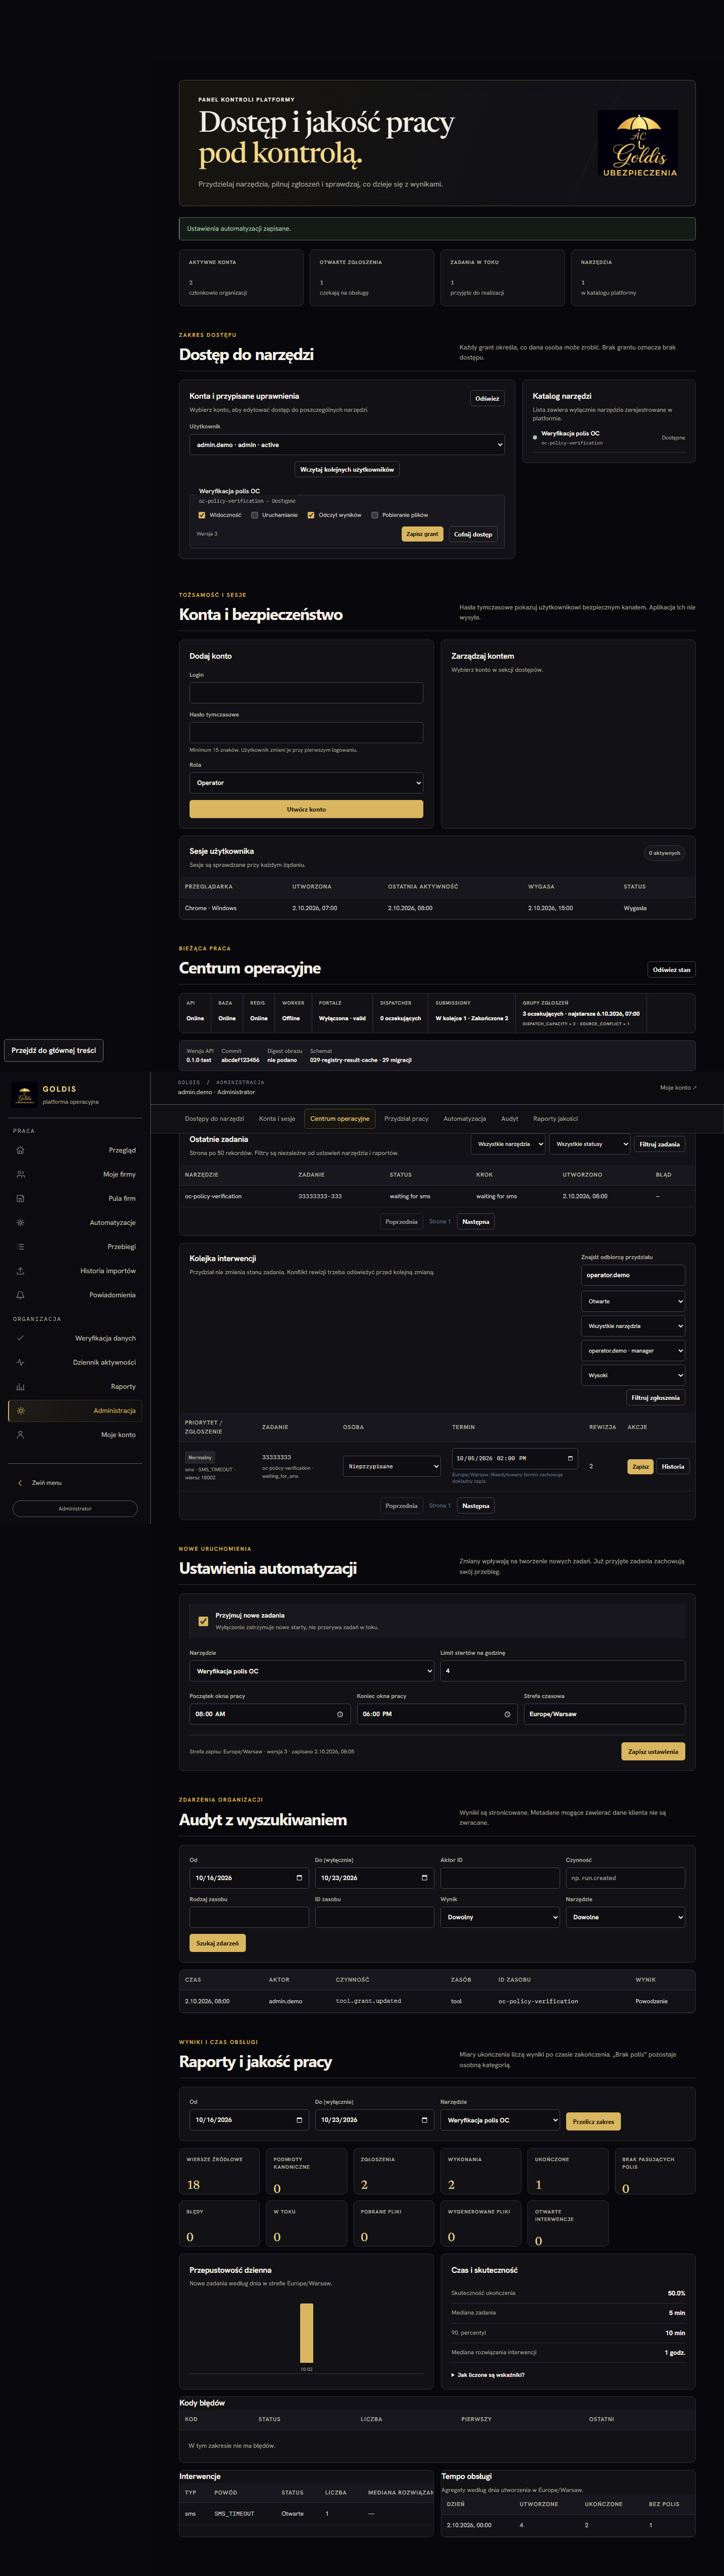 PANEL KONTROLI PLATFORMY
Dostęp i jakość pracy
pod kontrolą.
Przydzielaj narzędzia, pilnuj zgłoszeń i sprawdzaj, co dzieje się z wynikami.
AC
Goldis
UBEZPIECZENIA
Ustawienia automatyzacji zapisane.
AKTYWNE KONTA
2
członkowie organizacji
OTWARTE ZGŁOSZENIA
1
czekają na obsługę
ZADANIA W TOKU
1
przyjęte do realizacji
NARZĘDZIA
1
w katalogu platformy
ZAKRES DOSTĘPU
Dostęp do narzędzi
Każdy grant określa, co dana osoba może zrobić. Brak grantu oznacza brak
dostępu.
Konta i przypisane uprawnienia
Odśwież
Wybierz konto, aby edytować dostęp do poszczególnych narzędzi.
Użytkownik
admin.demo · admin · active
Wczytaj kolejnych użytkowników
Weryfikacja polis OC
oc-policy-verification · Dostępne
Widoczność
Uruchamianie
Odczyt wyników
Pobieranie plików
Wersja 3
Zapisz grant
Cofnij dostęp
Katalog narzędzi
Lista zawiera wyłącznie narzędzia zarejestrowane w
platformie.
Weryfikacja polis OC
oc-policy-verification
Dostępne
TOŻSAMOŚĆ I SESJE
Konta i bezpieczeństwo
Hasła tymczasowe pokazuj użytkownikowi bezpiecznym kanałem. Aplikacja ich nie
wysyła.
Dodaj konto
Login
Hasło tymczasowe
Minimum 15 znaków. Użytkownik zmieni je przy pierwszym logowaniu.
Rola
Operator
Utwórz konto
Zarządzaj kontem
Wybierz konto w sekcji dostępów.
Sesje użytkownika
0 aktywnych
Sesje są sprawdzane przy każdym żądaniu.
PRZEGLĄDARKA UTWORZONA OSTATNIA AKTYWNOŚĆ WYGASA STATUS
Chrome · Windows 2.10.2026, 07:00 2.10.2026, 08:00 2.10.2026, 15:00 Wygasła
BIEŻĄCA PRACA
Centrum operacyjne
Odśwież stan
API
Online
BAZA
Online
REDIS
Online
WORKER
Offline
PORTALE
Wyłączona · valid
DISPATCHER
0 oczekujących
SUBMISSIONY
W kolejce 1 · Zakończone 2
GRUPY ZGŁOSZEŃ
3 oczekujących · najstarsze 6.10.2026, 07:00
DISPATCH_CAPACITY × 2 · SOURCE_CONFLICT × 1
Przejdź do głównej treści
Wersja API
0.1.0-test
Commit
abcdef123456
Digest obrazu
nie podano
Schemat
029-registry-result-cache · 29 migracji
GOLDIS
platforma operacyjna
PRACA
Przegląd
Moje firmy
Pula firm
Automatyzacje
Przebiegi
Historia importów
Powiadomienia
ORGANIZACJA
Weryfikacja danych
Dziennik aktywności
Raporty
Administracja
Moje konto
Zwiń menu
Administrator
GOLDIS / ADMINISTRACJA
admin.demo · Administrator
Moje konto ↗
Dostępy do narzędzi Konta i sesje Centrum operacyjne Przydział pracy Automatyzacja Audyt Raporty jakości
Ostatnie zadania
Strona po 50 rekordów. Filtry są niezależne od ustawień narzędzia i raportów.
Wszystkie narzędzia
Wszystkie statusy
Filtruj zadania
NARZĘDZIE ZADANIE STATUS KROK UTWORZONO BŁĄD
oc-policy-verification 33333333-333 waiting for sms waiting for sms 2.10.2026, 08:00 —
Poprzednia Strona 1 Następna
Kolejka interwencji
Przydział nie zmienia stanu zadania. Konflikt rewizji trzeba odświeżyć przed kolejną zmianą.
Znajdź odbiorcę przydziału
operator.demo
Otwarte
Wszystkie narzędzia
operator.demo · manager
Wysoki
Filtruj zgłoszenia
PRIORYTET /
ZGŁOSZENIE
ZADANIE OSOBA TERMIN REWIZJA AKCJE
Normalny
sms · SMS_TIMEOUT ·
wiersz 18002
33333333
oc-policy-verification ·
waiting_for_sms
Nieprzypisane
10/05/2026 02:00 PM
Europe/Warsaw. Nieedytowany termin zachowuje
dokładny zapis.
2
Zapisz
Historia
Poprzednia Strona 1 Następna
NOWE URUCHOMIENIA
Ustawienia automatyzacji
Zmiany wpływają na tworzenie nowych zadań. Już przyjęte zadania zachowują
swój przebieg.
Przyjmuj nowe zadania
Wyłączenie zatrzymuje nowe starty, nie przerywa zadań w toku.
Narzędzie
Weryfikacja polis OC
Limit startów na godzinę
4
Początek okna pracy
08:00 AM
Koniec okna pracy
06:00 PM
Strefa czasowa
Europe/Warsaw
Strefa zapisu: Europe/Warsaw · wersja 3 · zapisano 2.10.2026, 08:05
Zapisz ustawienia
ZDARZENIA ORGANIZACJI
Audyt z wyszukiwaniem
Wyniki są stronicowane. Metadane mogące zawierać dane klienta nie są
zwracane.
Od
10/16/2026
Do (wyłącznie)
10/23/2026
Aktor ID
Czynność
np. run.created
Rodzaj zasobu
ID zasobu
Wynik
Dowolny
Narzędzie
Dowolne
Szukaj zdarzeń
CZAS AKTOR CZYNNOŚĆ ZASÓB ID ZASOBU WYNIK
2.10.2026, 08:00 admin.demo tool.grant.updated tool oc-policy-verification Powodzenie
WYNIKI I CZAS OBSŁUGI
Raporty i jakość pracy
Miary ukończenia liczą wyniki po czasie zakończenia. „Brak polis” pozostaje
osobną kategorią.
Od
10/16/2026
Do (wyłącznie)
10/23/2026
Narzędzie
Weryfikacja polis OC
Przelicz zakres
WIERSZE ŹRÓDŁOWE
18
PODMIOTY
KANONICZNE
0
ZGŁOSZENIA
2
WYKONANIA
2
UKOŃCZONE
1
BRAK PASUJĄCYCH
POLIS
0
BŁĘDY
0
W TOKU
0
POBRANE PLIKI
0
WYGENEROWANE PLIKI
0
OTWARTE
INTERWENCJE
0
Przepustowość dzienna
Nowe zadania według dnia w strefie Europe/Warsaw.
10-02
Czas i skuteczność
Skuteczność ukończenia 50.0%
Mediana zadania 5 min
90. percentyl 10 min
Mediana rozwiązania interwencji 1 godz.
Jak liczone są wskaźniki?
Kody błędów
KOD STATUS LICZBA PIERWSZY OSTATNI
W tym zakresie nie ma błędów.
Interwencje
TYP POWÓD STATUS LICZBA MEDIANA ROZWIĄZAN
sms SMS_TIMEOUT Otwarte 1 —
Tempo obsługi
Agregaty według dnia utworzenia w Europe/Warsaw.
DZIEŃ UTWORZONE UKOŃCZONE BEZ POLIS
2.10.2026, 00:00 4 2 1